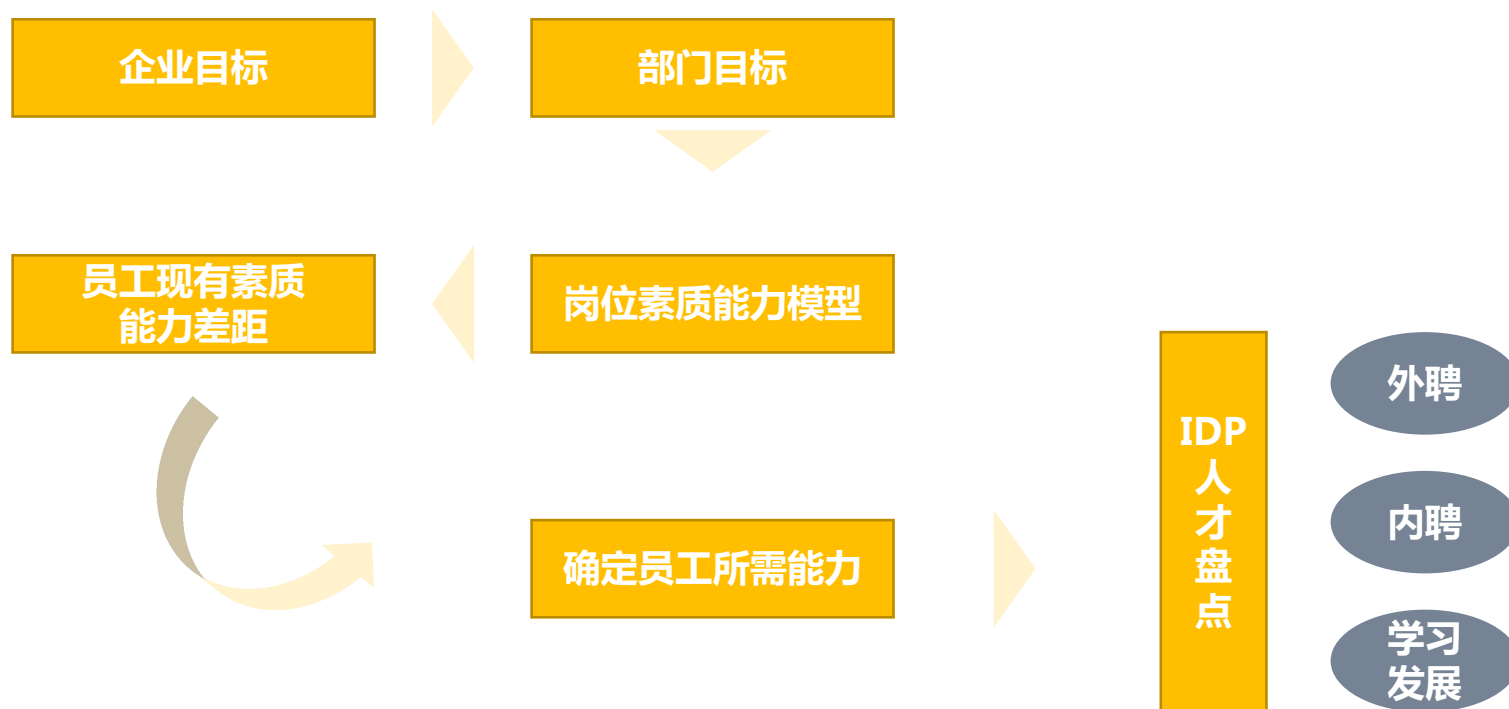 企业目标
部门目标
员工现有素质
能力差距
岗位素质能力模型
确定员工所需能力
IDP
人
才
盘
点
外聘
内聘
学习
发展